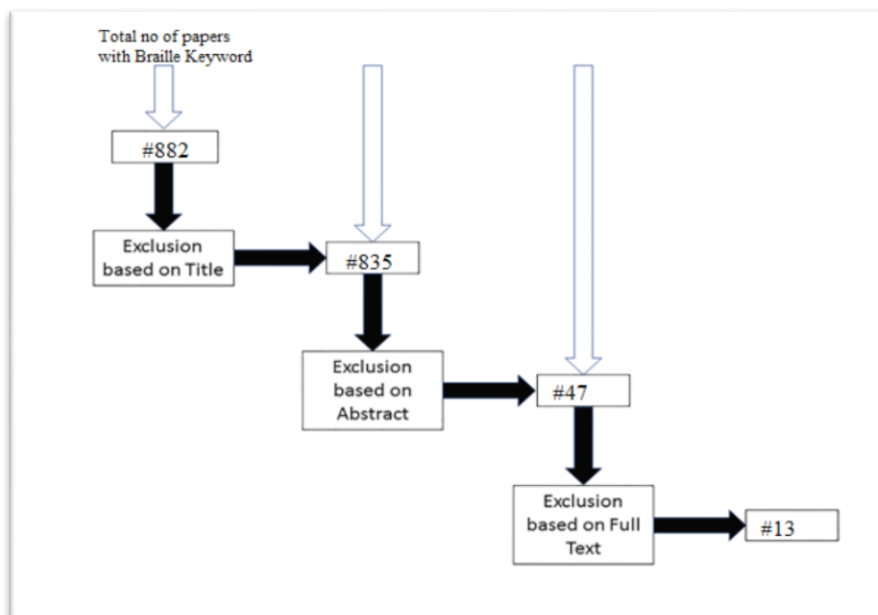 Total no of papers
with Braille Keyword
#882
Exclusion
based on Title
#835
Exclusion
based on
Abstract
#47
Exclusion
based on Full
Text
#13